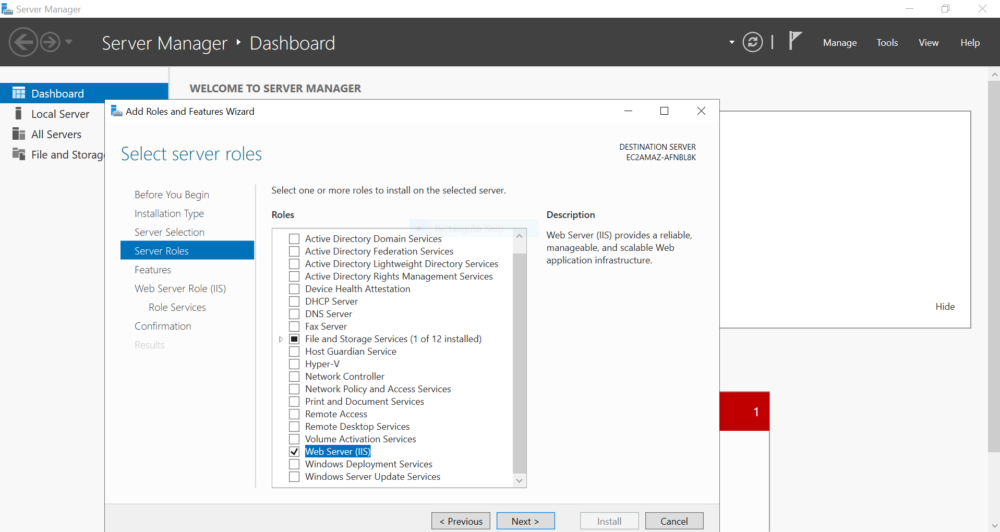 Server Manager
Server Manager ‣ Dashboard
Manage Tools View Help
Dashboard
Local Server
All Servers
File and Storag
WELCOME TO SERVER MANAGER
Add Roles and Features Wizard
Select server roles
DESTINATION SERVER
EC2AMAZ-AFNBL8K
Before You Begin
Installation Type
Server Selection
Server Roles
Features
Web Server Role (IIS)
Role Services
Confirmation
Results
Select one or more roles to install on the selected server.
Roles
Rectangular Snip
Active Directory Domain Services
Active Directory Federation Services
Active Directory Lightweight Directory Services
Active Directory Rights Management Services
Device Health Attestation
DHCP Server
DNS Server
Fax Server
File and Storage Services (1 of 12 installed)
Host Guardian Service
Hyper-V
Network Controller
Network Policy and Access Services
Print and Document Services
Remote Access
Remote Desktop Services
Volume Activation Services
Web Server (IIS)
Windows Deployment Services
Windows Server Update Services
Description
Web Server (IIS) provides a reliable,
manageable, and scalable Web
application infrastructure.
Hide
1
< Previous
Next >
Install
Cancel